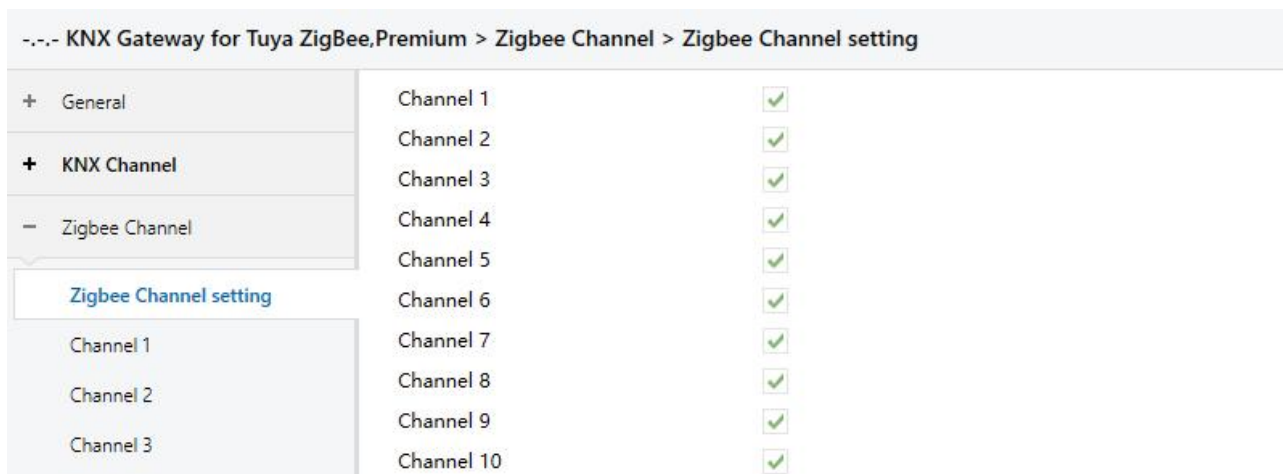 -.-.- KNX Gateway for Tuya ZigBee,Premium > Zigbee Channel > Zigbee Channel setting
+ General
+ KNX Channel
− Zigbee Channel
Zigbee Channel setting
Channel 1
Channel 2
Channel 3
Channel 1
Channel 2
Channel 3
Channel 4
Channel 5
Channel 6
Channel 7
Channel 8
Channel 9
Channel 10